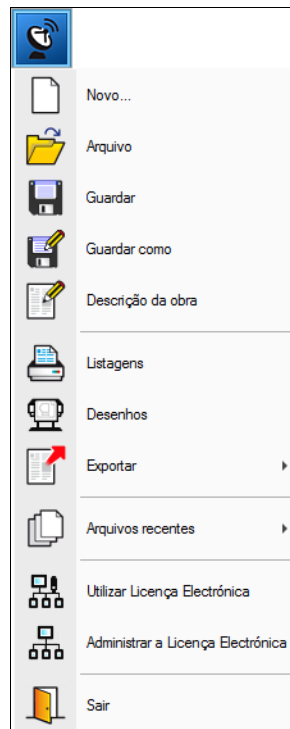 Novo...
Arquivo
Guardar
Guardar como
Descrição da obra
Listagens
Desenhos
Exportar
Arquivos recentes
Utilizar Licença Electrónica
Administrar a Licença Electrónica
Sair